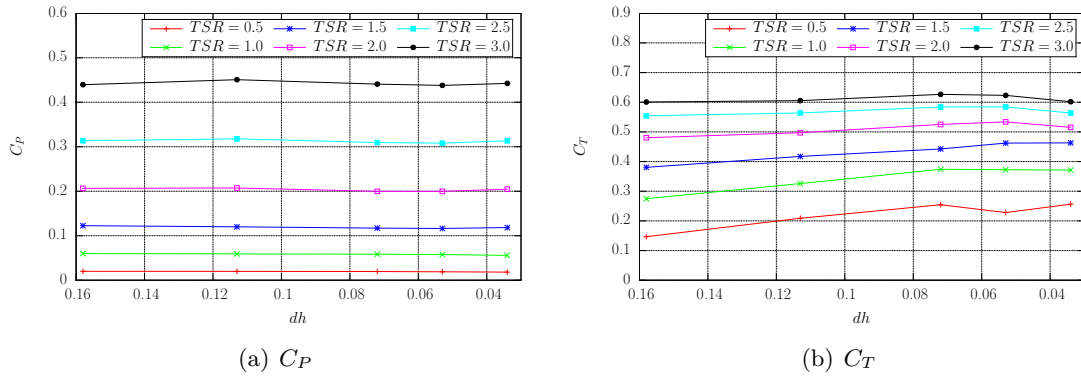 TSR = 0.5 TSR = 1.5 TSR = 2.5
TSR = 1.0 TSR = 2.0 TSR = 3.0
0.6
0.5
0.4
0.3
0.2
0.1
0
C_P
0.16 0.14 0.12 0.1 0.08 0.06 0.04
dh
(a) C_P
TSR = 0.5 TSR = 1.5 TSR = 2.5
TSR = 1.0 TSR = 2.0 TSR = 3.0
0.9
0.8
0.7
0.6
0.5
0.4
0.3
0.2
0.1
0
C_T
0.16 0.14 0.12 0.1 0.08 0.06 0.04
dh
(b) C_T